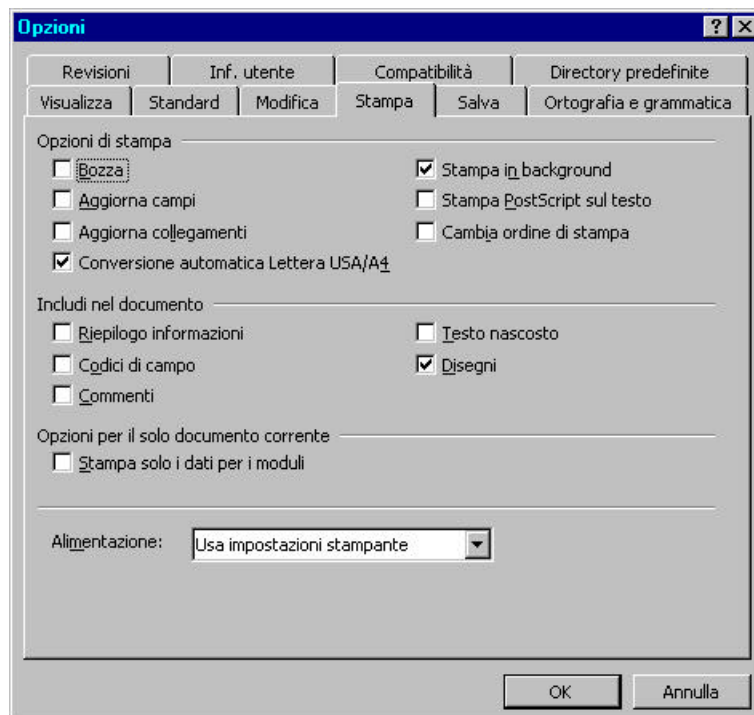 Opzioni
Revisioni Inf. utente Compatibilità Directory predefinite
Visualizza Standard Modifica Stampa Salva Ortografia e grammatica
Opzioni di stampa
Bozza Stampa in background
Aggiorna campi Stampa PostScript sul testo
Aggiorna collegamenti Cambia ordine di stampa
Conversione automatica Lettera USA/A4
Includi nel documento
Riepilogo informazioni Testo nascosto
Codici di campo Disegni
Commenti
Opzioni per il solo documento corrente
Stampa solo i dati per i moduli
Alimentazione: Usa impostazioni stampante
OK Annulla